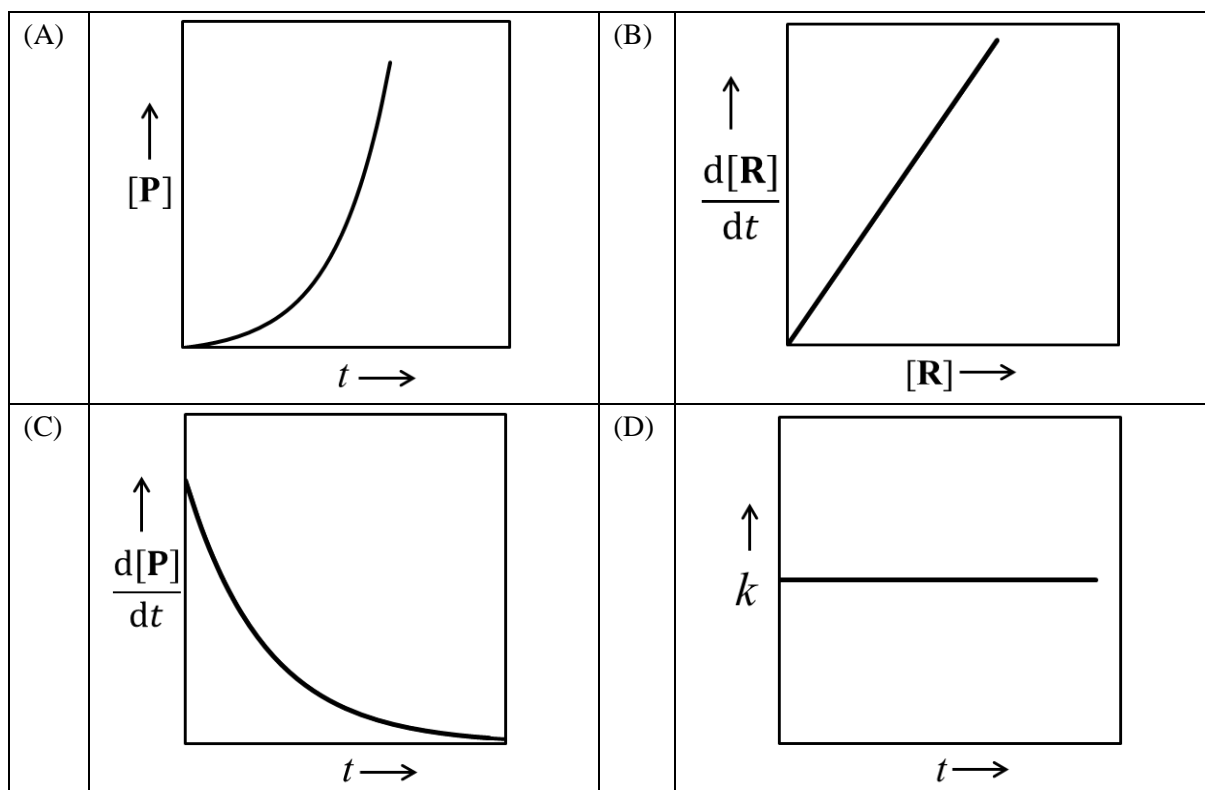 (A)
↑
[P]
t →
(B)
↑
d[R]
dt
[R] →
(C)
↑
d[P]
dt
t →
(D)
↑
k
t →